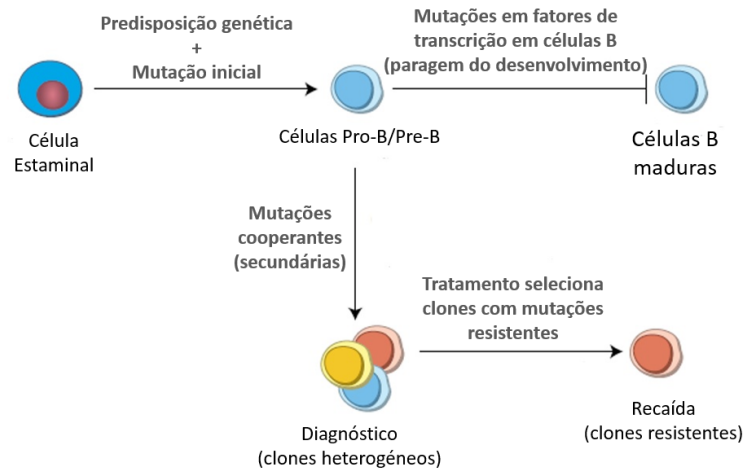 Predisposição genética
+
Mutação inicial
Mutações em fatores de
transcrição em células B
(paragem do desenvolvimento)
Célula
Estaminal
Células Pro-B/Pre-B
Células B
maduras
Mutações
cooperantes
(secundárias)
Tratamento seleciona
clones com mutações
resistentes
Diagnóstico
(clones heterogéneos)
Recaída
(clones resistentes)